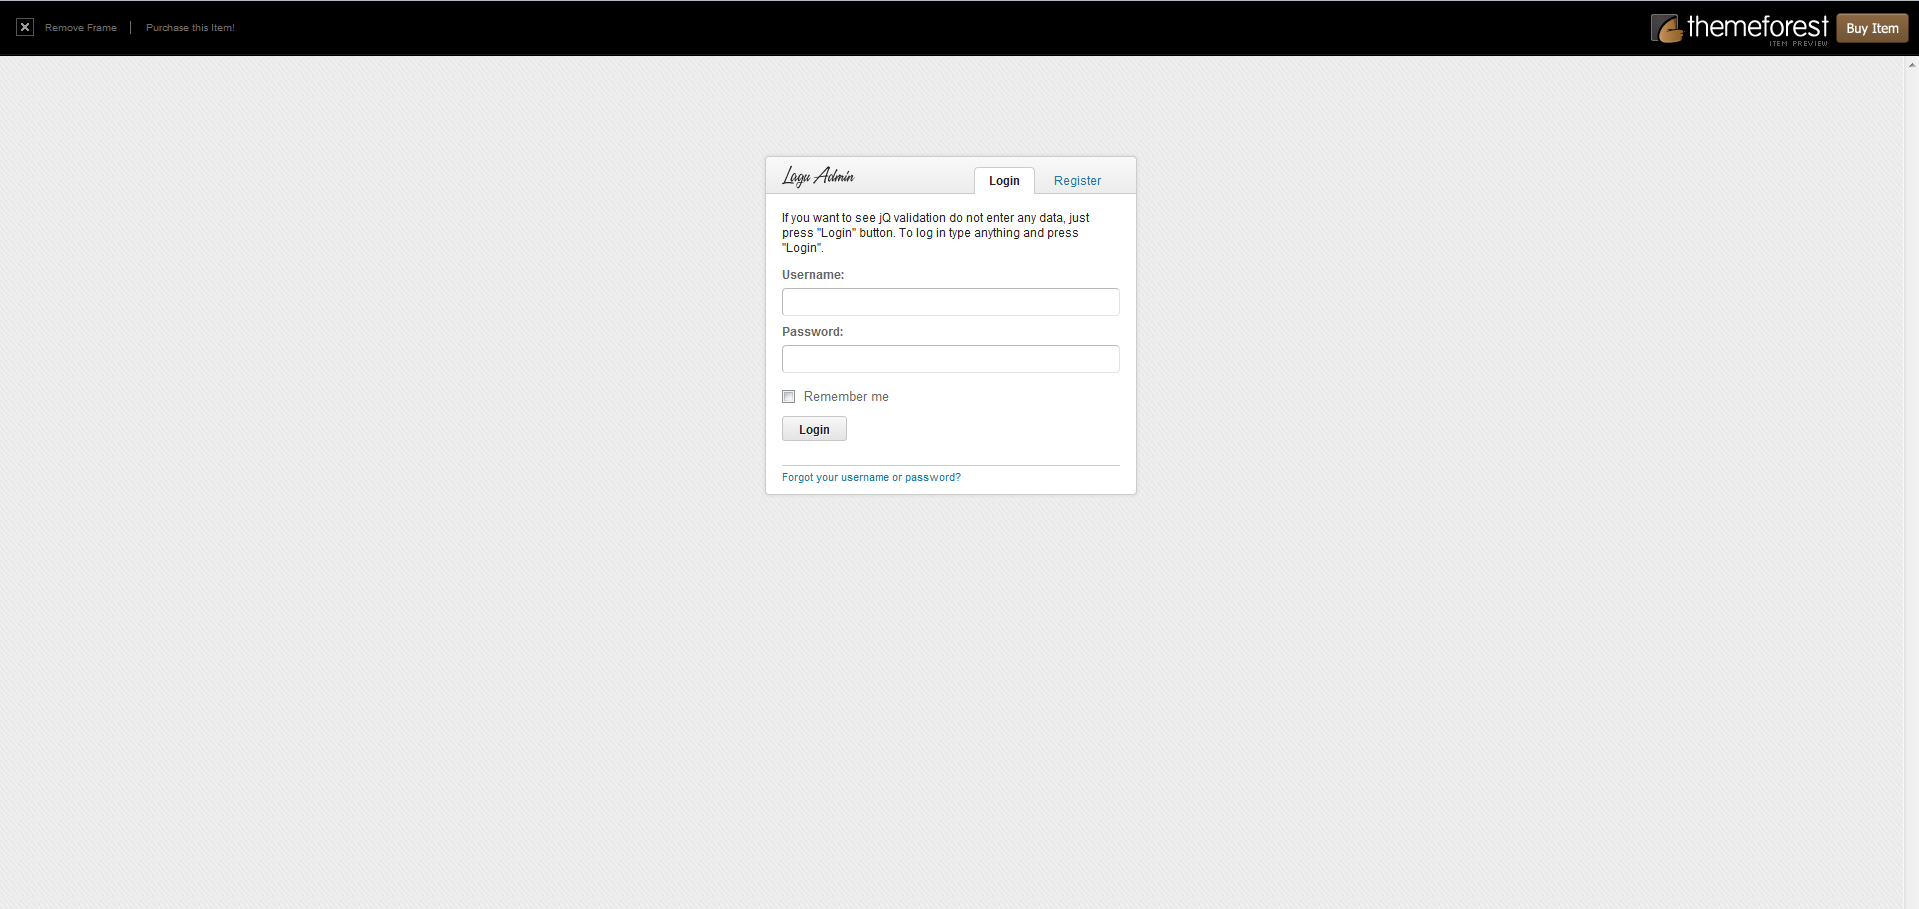 Remove Frame
Purchase this Item!
themeforest
ITEM PREVIEW
Buy Item
Lagu Admin
Login
Register
If you want to see jQ validation do not enter any data, just
press "Login" button. To log in type anything and press
"Login".
Username:
Password:
Remember me
Login
Forgot your username or password?